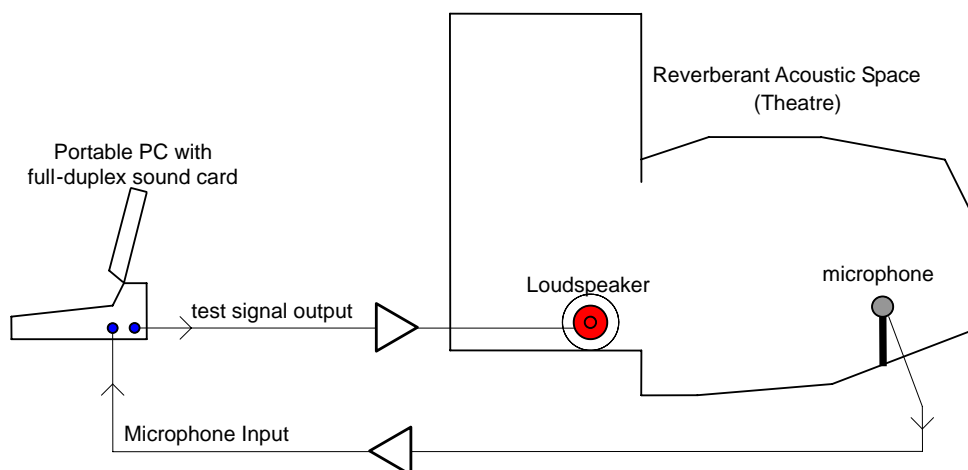 Reverberant Acoustic Space
(Theatre)
Portable PC with
full-duplex sound card
Loudspeaker
microphone
test signal output
Microphone Input